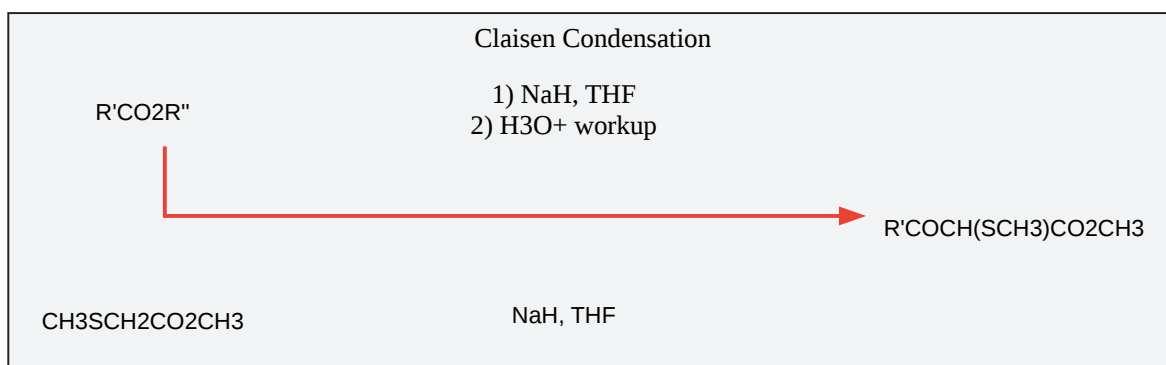 Claisen Condensation
1) NaH, THF
2) H3O+ workup
R'CO2R"
R'COCH(SCH3)CO2CH3
CH3SCH2CO2CH3
NaH, THF